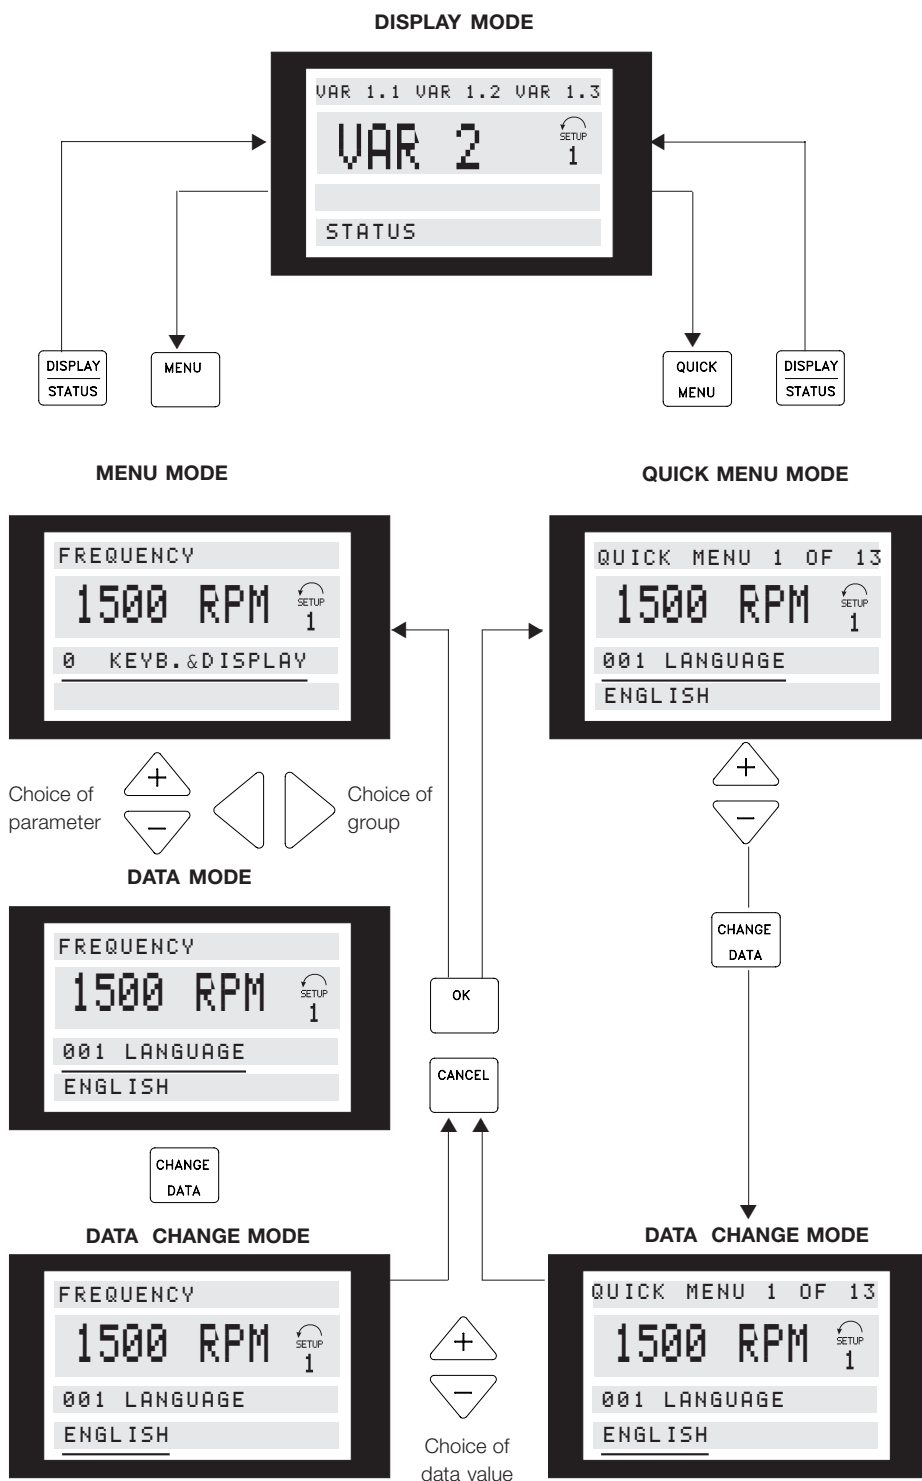 DISPLAY MODE
VAR 1.1 VAR 1.2 VAR 1.3
VAR 2
SETUP
1
STATUS
DISPLAY
STATUS
MENU
QUICK
MENU
DISPLAY
STATUS
MENU MODE
FREQUENCY
1500 RPM
SETUP
1
0 KEYB.&DISPLAY
Choice of
parameter
+
-
Choice of
group
QUICK MENU MODE
QUICK MENU 1 OF 13
1500 RPM
SETUP
1
001 LANGUAGE
ENGLISH
+
-
CHANGE
DATA
DATA MODE
FREQUENCY
1500 RPM
SETUP
1
001 LANGUAGE
ENGLISH
CHANGE
DATA
OK
CANCEL
DATA CHANGE MODE
FREQUENCY
1500 RPM
SETUP
1
001 LANGUAGE
ENGLISH
+
-
Choice of
data value
DATA CHANGE MODE
QUICK MENU 1 OF 13
1500 RPM
SETUP
1
001 LANGUAGE
ENGLISH